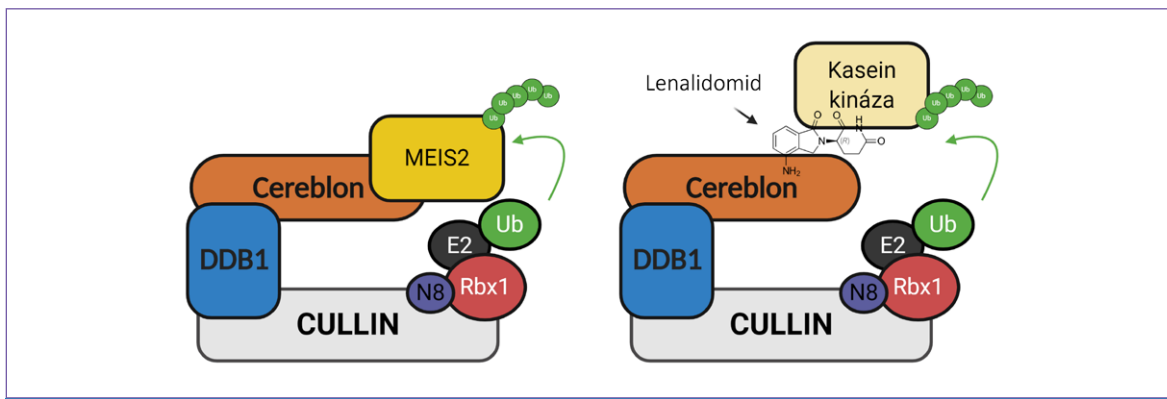 Ub
Ub
Ub
Ub
MEIS2
Cereblon
DDB1
E2
Ub
N8
Rbx1
CULLIN
Lenalidomid
Kasein
kináza
Ub
Ub
Ub
Ub
O
O
H
N
N
(R)
O
NH₂
Cereblon
DDB1
E2
Ub
N8
Rbx1
CULLIN